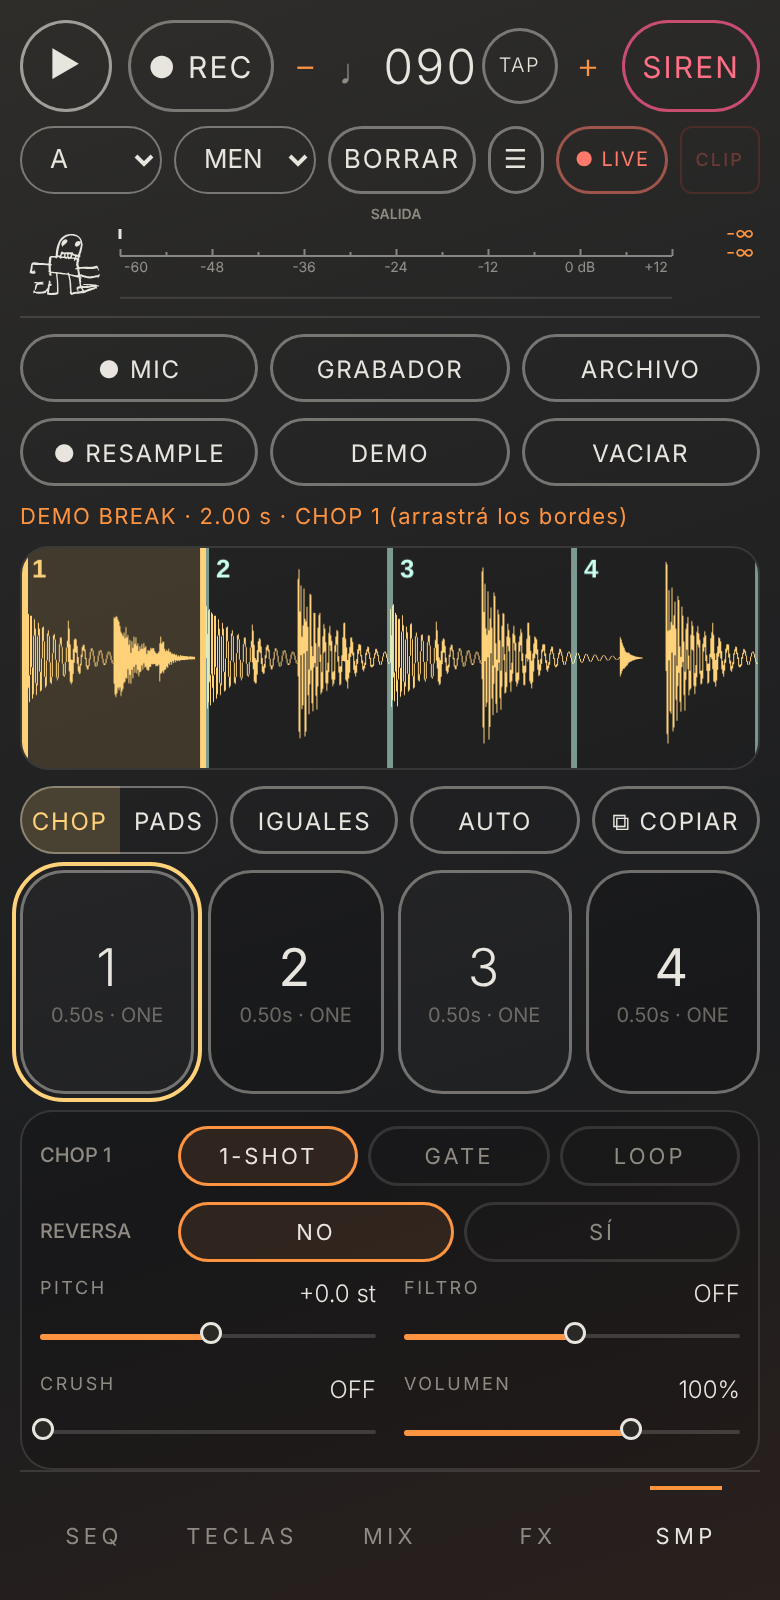 ▶ ● REC − ♩ 090 TAP + SIREN
A MEN BORRAR ☰ ● LIVE CLIP
SALIDA
-∞
-∞
-60 -48 -36 -24 -12 0 dB +12
● MIC GRABADOR ARCHIVO
● RESAMPLE DEMO VACIAR
DEMO BREAK · 2.00 s · CHOP 1 (arrastrá los bordes)
1 2 3 4
CHOP PADS IGUALES AUTO ⧉ COPIAR
1 2 3 4
0.50s · ONE 0.50s · ONE 0.50s · ONE 0.50s · ONE
CHOP 1 1-SHOT GATE LOOP
REVERSA NO SÍ
PITCH +0.0 st FILTRO OFF
CRUSH OFF VOLUMEN 100%
SEQ TECLAS MIX FX SMP